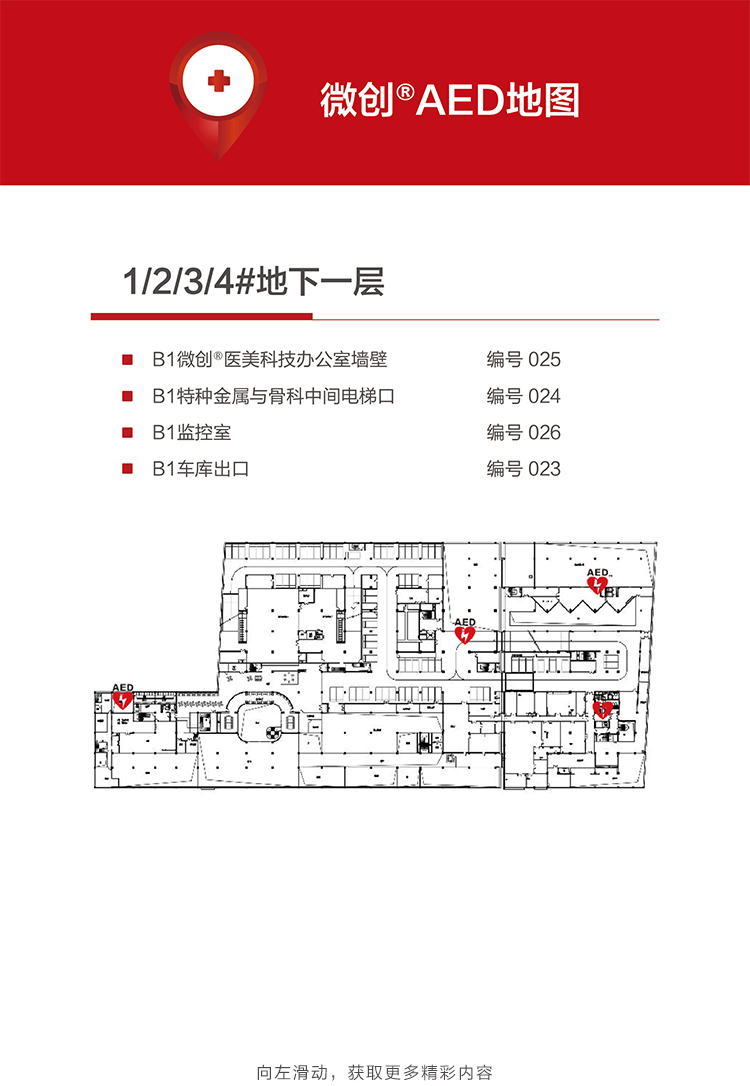 微创®AED地图
1/2/3/4#地下一层
B1微创®医美科技办公室墙壁 编号 025
B1特种金属与骨科中间电梯口 编号 024
B1监控室 编号 026
B1车库出口 编号 023
AED
AED
AED
AED
向左滑动，获取更多精彩内容